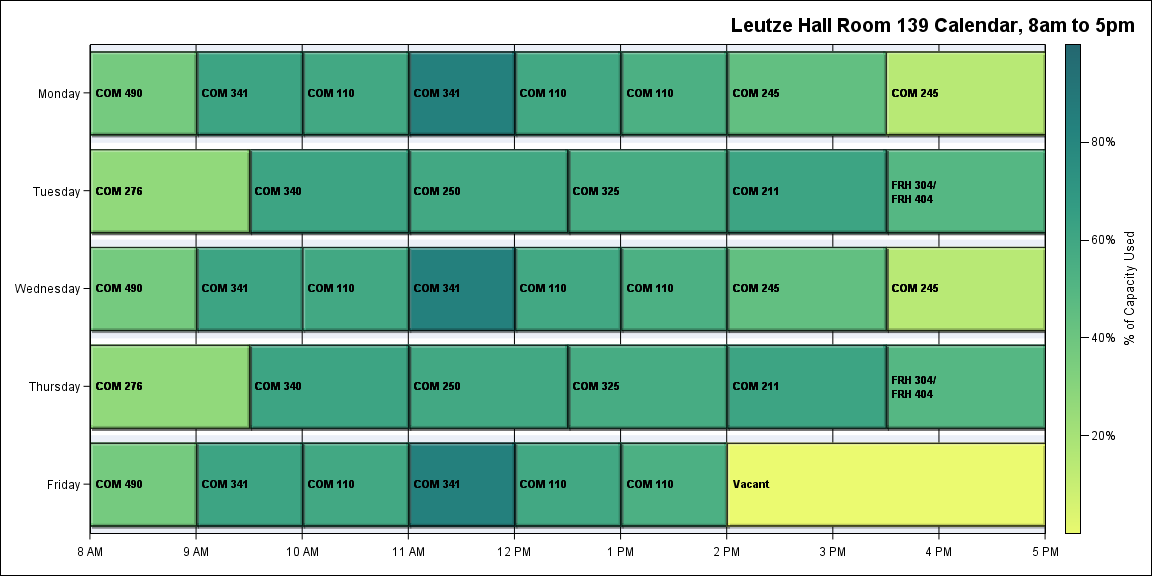 Leutze Hall Room 139 Calendar, 8am to 5pm
Monday
COM 490
COM 341
COM 110
COM 341
COM 110
COM 110
COM 245
COM 245
Tuesday
COM 276
COM 340
COM 250
COM 325
COM 211
FRH 304/
FRH 404
Wednesday
COM 490
COM 341
COM 110
COM 341
COM 110
COM 110
COM 245
COM 245
Thursday
COM 276
COM 340
COM 250
COM 325
COM 211
FRH 304/
FRH 404
Friday
COM 490
COM 341
COM 110
COM 341
COM 110
COM 110
Vacant
8 AM
9 AM
10 AM
11 AM
12 PM
1 PM
2 PM
3 PM
4 PM
5 PM
80%
60%
40%
20%
% of Capacity Used